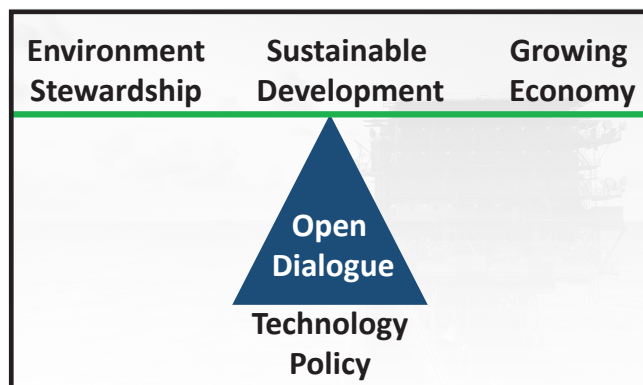 Environment
Stewardship
Sustainable
Development
Growing
Economy
Open
Dialogue
Technology
Policy